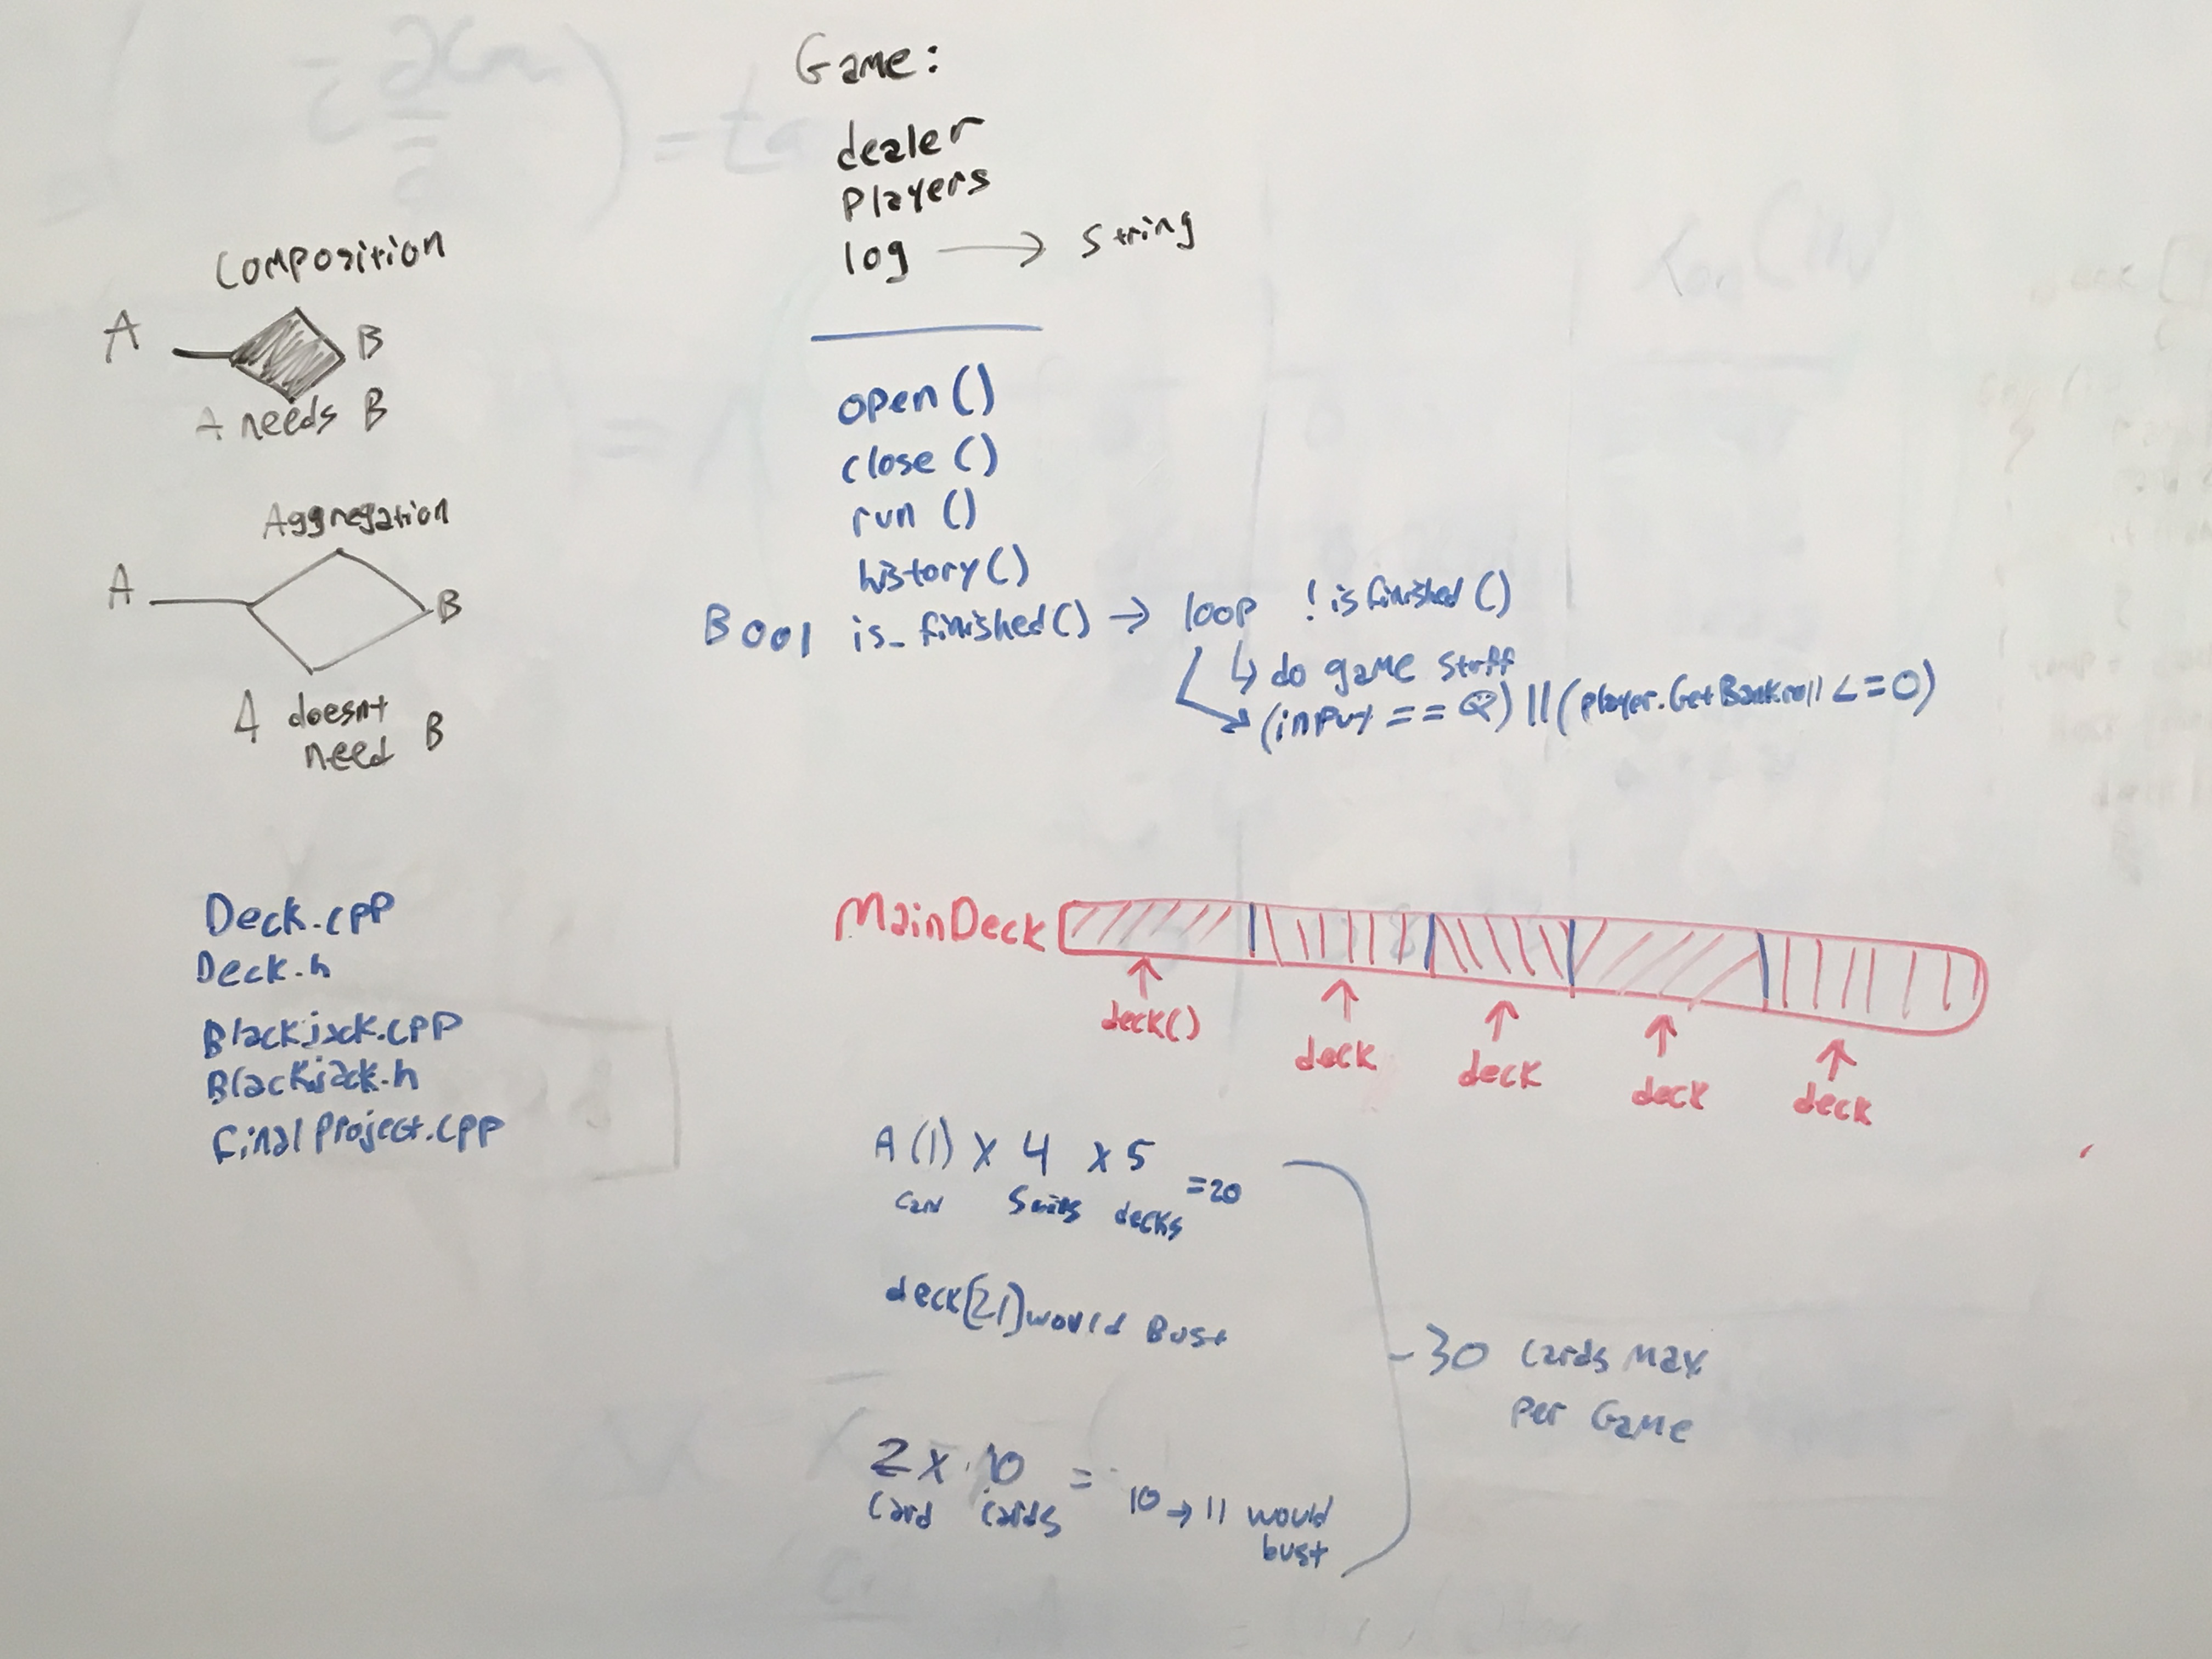 Game:
dealer
Players
log → String
open ()
close ()
run ()
history ()
Bool is_finished() → loop !isfinished()
↳ do game stuff
(input == Q) || (player.GetBankroll <= 0)
Composition
A B
A needs B
Aggregation
A B
A doesnt
need B
Deck.cpp
Deck.h
Blackjack.cpp
Blackjack.h
FinalProject.cpp
MainDeck
deck()
deck
deck
deck
deck
A (1) x 4 x 5 = 20
card Suits decks
deck[21] would Bust
2 x 10 = 10 → 11 would
card cards bust
30 cards max
Per Game